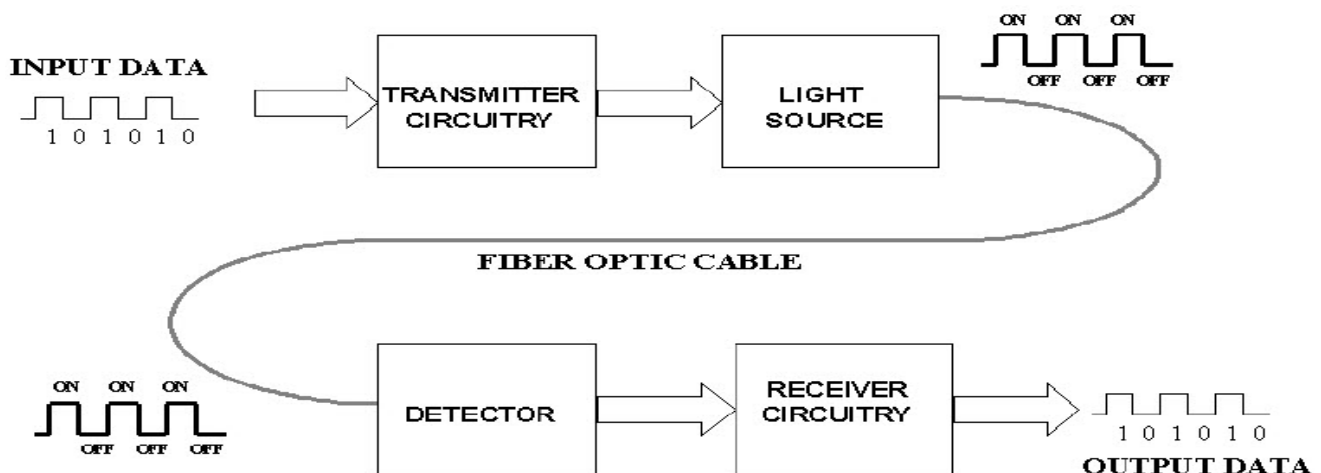 ON ON ON
OFF OFF OFF
INPUT DATA
1 0 1 0 1 0
TRANSMITTER
CIRCUITRY
LIGHT
SOURCE
FIBER OPTIC CABLE
ON ON ON
OFF OFF OFF
DETECTOR
RECEIVER
CIRCUITRY
1 0 1 0 1 0
OUTPUT DATA